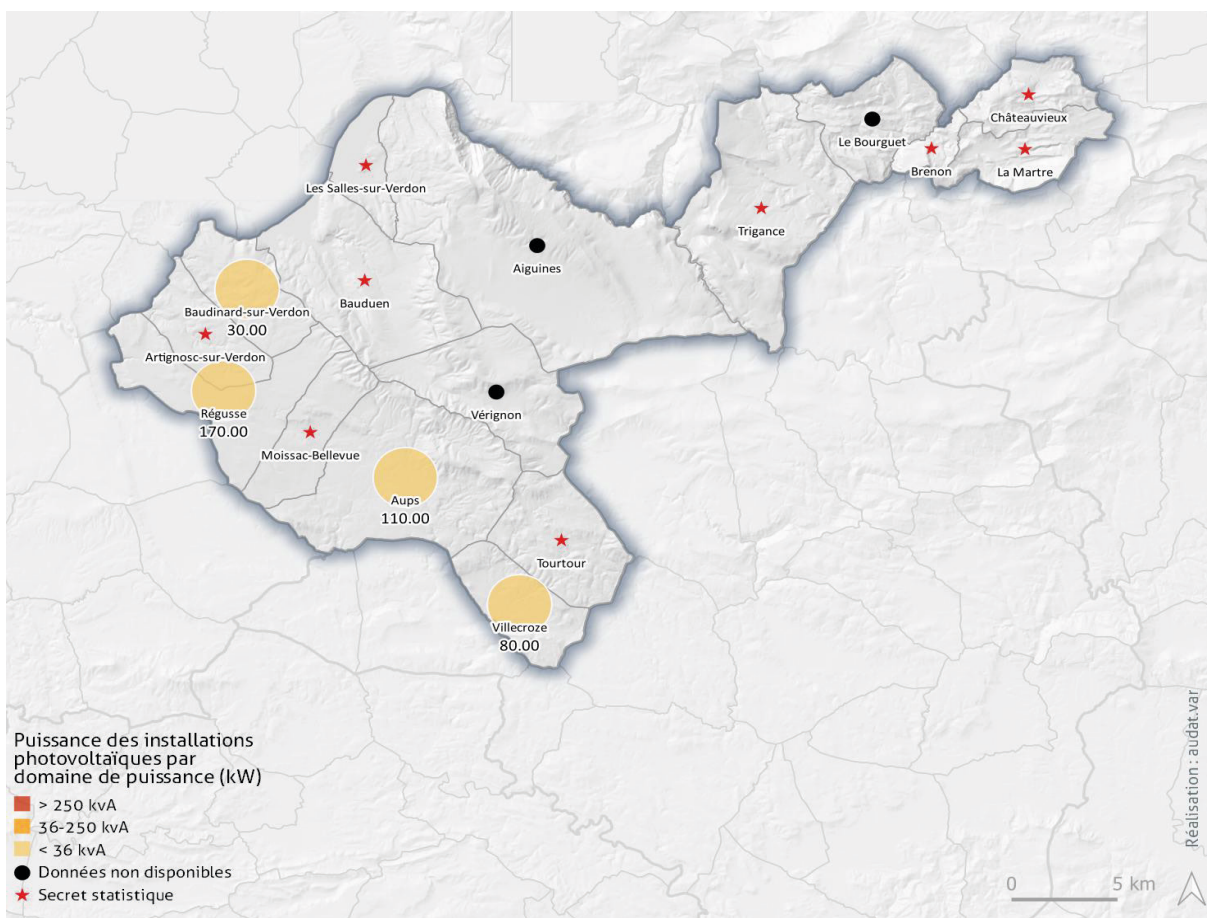 Châteauvieux
Le Bourguet
Brenon
La Martre
Les Salles-sur-Verdon
Trigance
Aiguines
Bauduen
Baudinard-sur-Verdon
30.00
Artignosc-sur-Verdon
Régusse
170.00
Vérignon
Moissac-Bellevue
Aups
110.00
Tourtour
Villecroze
80.00
Puissance des installations
photovoltaïques par
domaine de puissance (kW)
> 250 kvA
36-250 kvA
< 36 kvA
Données non disponibles
Secret statistique
Réalisation : audat.var
0 5 km